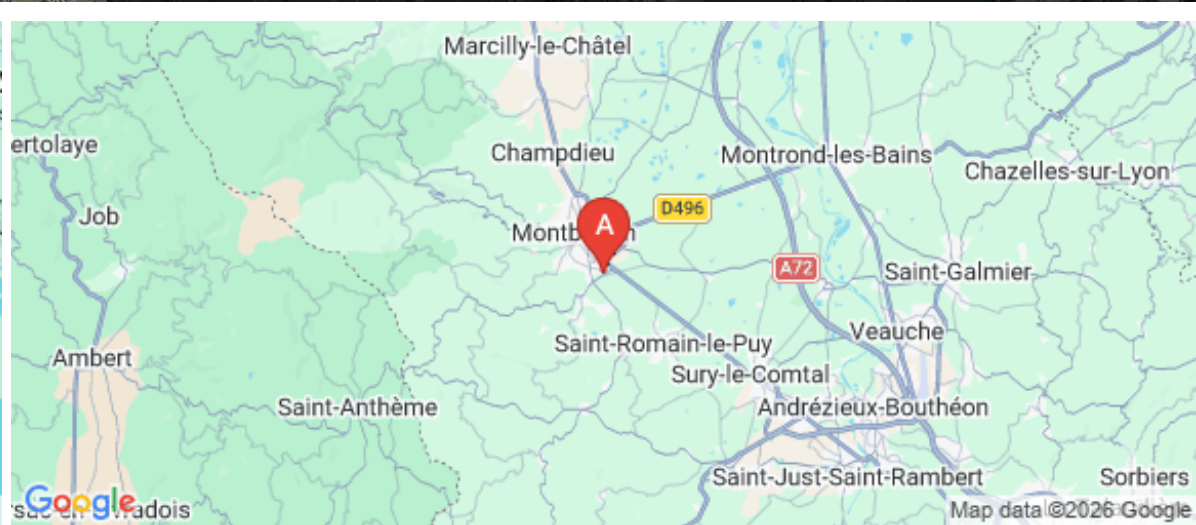 Marcilly-le-Châtel
ertolaye
Champdieu
Montrond-les-Bains
Chazelles-sur-Lyon
Job
D496
A
Montb
n
A72
Saint-Galmier
Veauche
Saint-Romain-le-Puy
Ambert
Sury-le-Comtal
Saint-Anthème
Andrézieux-Bouthéon
Saint-Just-Saint-Rambert
Sorbiers
Google
radois
Map data ©2026 Google